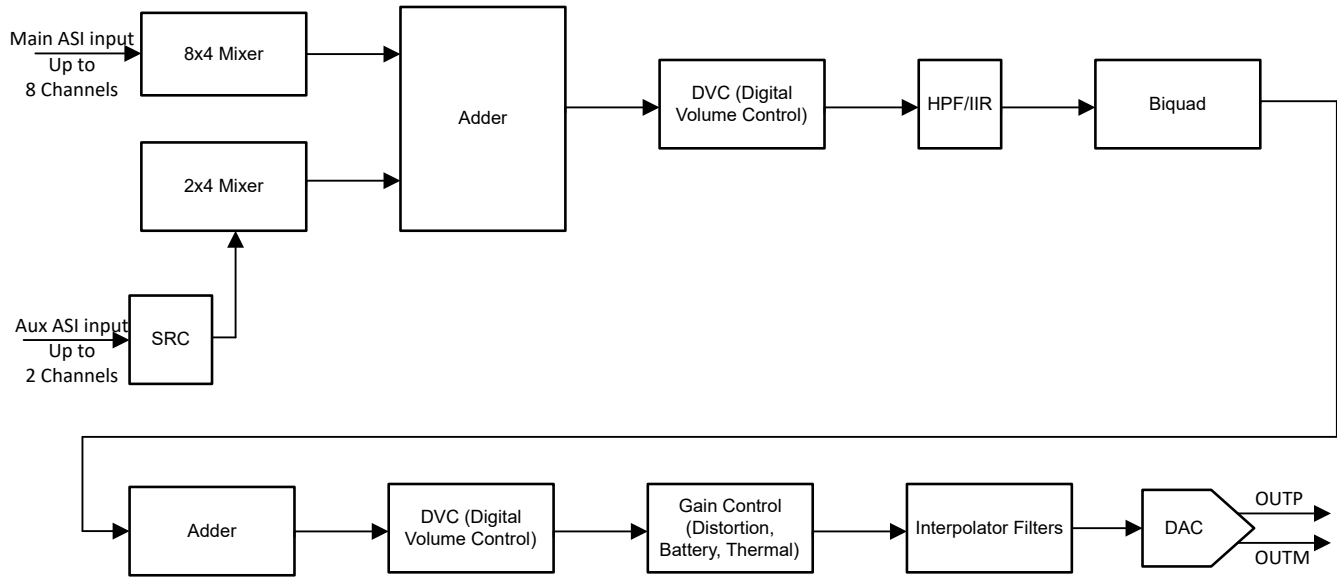 Main ASI input
Up to
8 Channels
8x4 Mixer
Adder
DVC (Digital
Volume Control)
HPF/IIR
Biquad
2x4 Mixer
Aux ASI input
Up to
2 Channels
SRC
Adder
DVC (Digital
Volume Control)
Gain Control
(Distortion,
Battery, Thermal)
Interpolator Filters
DAC
OUTP
OUTM